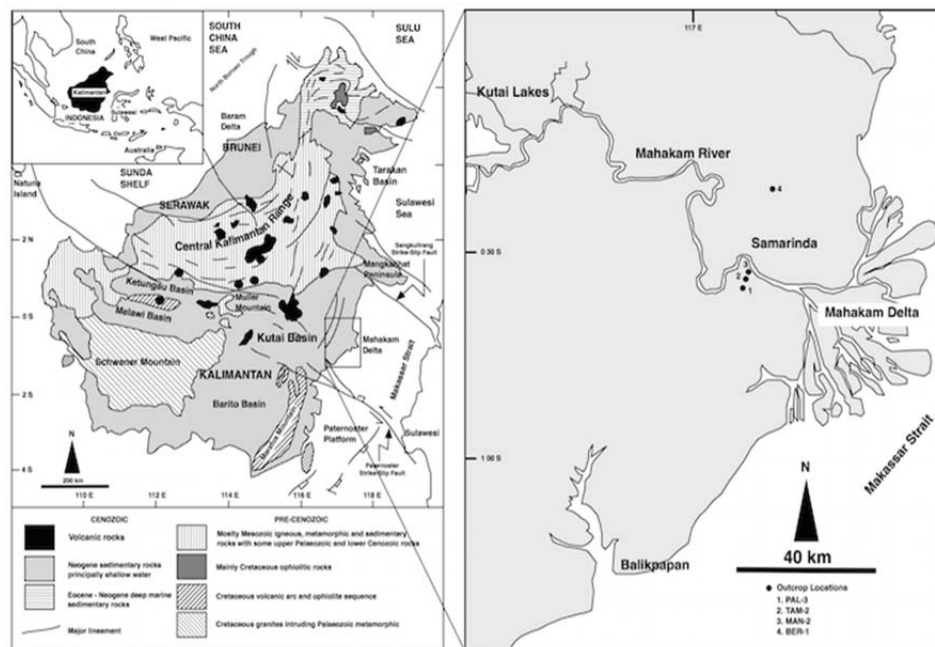 South
China
West Pacific
Kalimantan
INDONESIA
Sulawesi
Australia
SOUTH
CHINA
SEA
SULU
SEA
North Borneo Trough
Baram
Delta
BRUNEI
SUNDA
SHELF
Natuna
Island
SERAWAK
Central Kalimantan Range
Tarakan
Basin
Sulawesi
Sea
Sangkulirang
Strike-Slip Fault
Mangkalihat
Peninsula
Ketungau Basin
Muller
Mountain
Melawi Basin
Kutai Basin
Mahakam
Delta
Schwaner Mountain
KALIMANTAN
Barito Basin
Meratus Mountain
Makassar Strait
Paternoster
Platform
Sulawesi
Paternoster
Strike-Slip Fault
2 N
0 S
2 S
4 S
N
200 km
110 E
112 E
114 E
116 E
118 E
CENOZOIC
Volcanic rocks
Neogene sedimentary rocks
principally shallow water
Eocene - Neogene deep marine
sedimentary rocks
Major lineament
PRE-CENOZOIC
Mostly Mesozoic igneous, metamorphic and sedimentary
rocks with some upper Palaeozoic and lower Cenozoic rocks
Mainly Cretaceous ophiolitic rocks
Cretaceous volcanic arc and ophiolite sequence
Cretaceous granites intruding Palaeozoic metamorphic
117 E
Kutai Lakes
Mahakam River
4
0:30 S
Samarinda
3
2
1
Mahakam Delta
Makassar Strait
1:00 S
Balikpapan
N
40 km
Outcrop Locations
1. PAL-3
2. TAM-2
3. MAN-2
4. BER-1